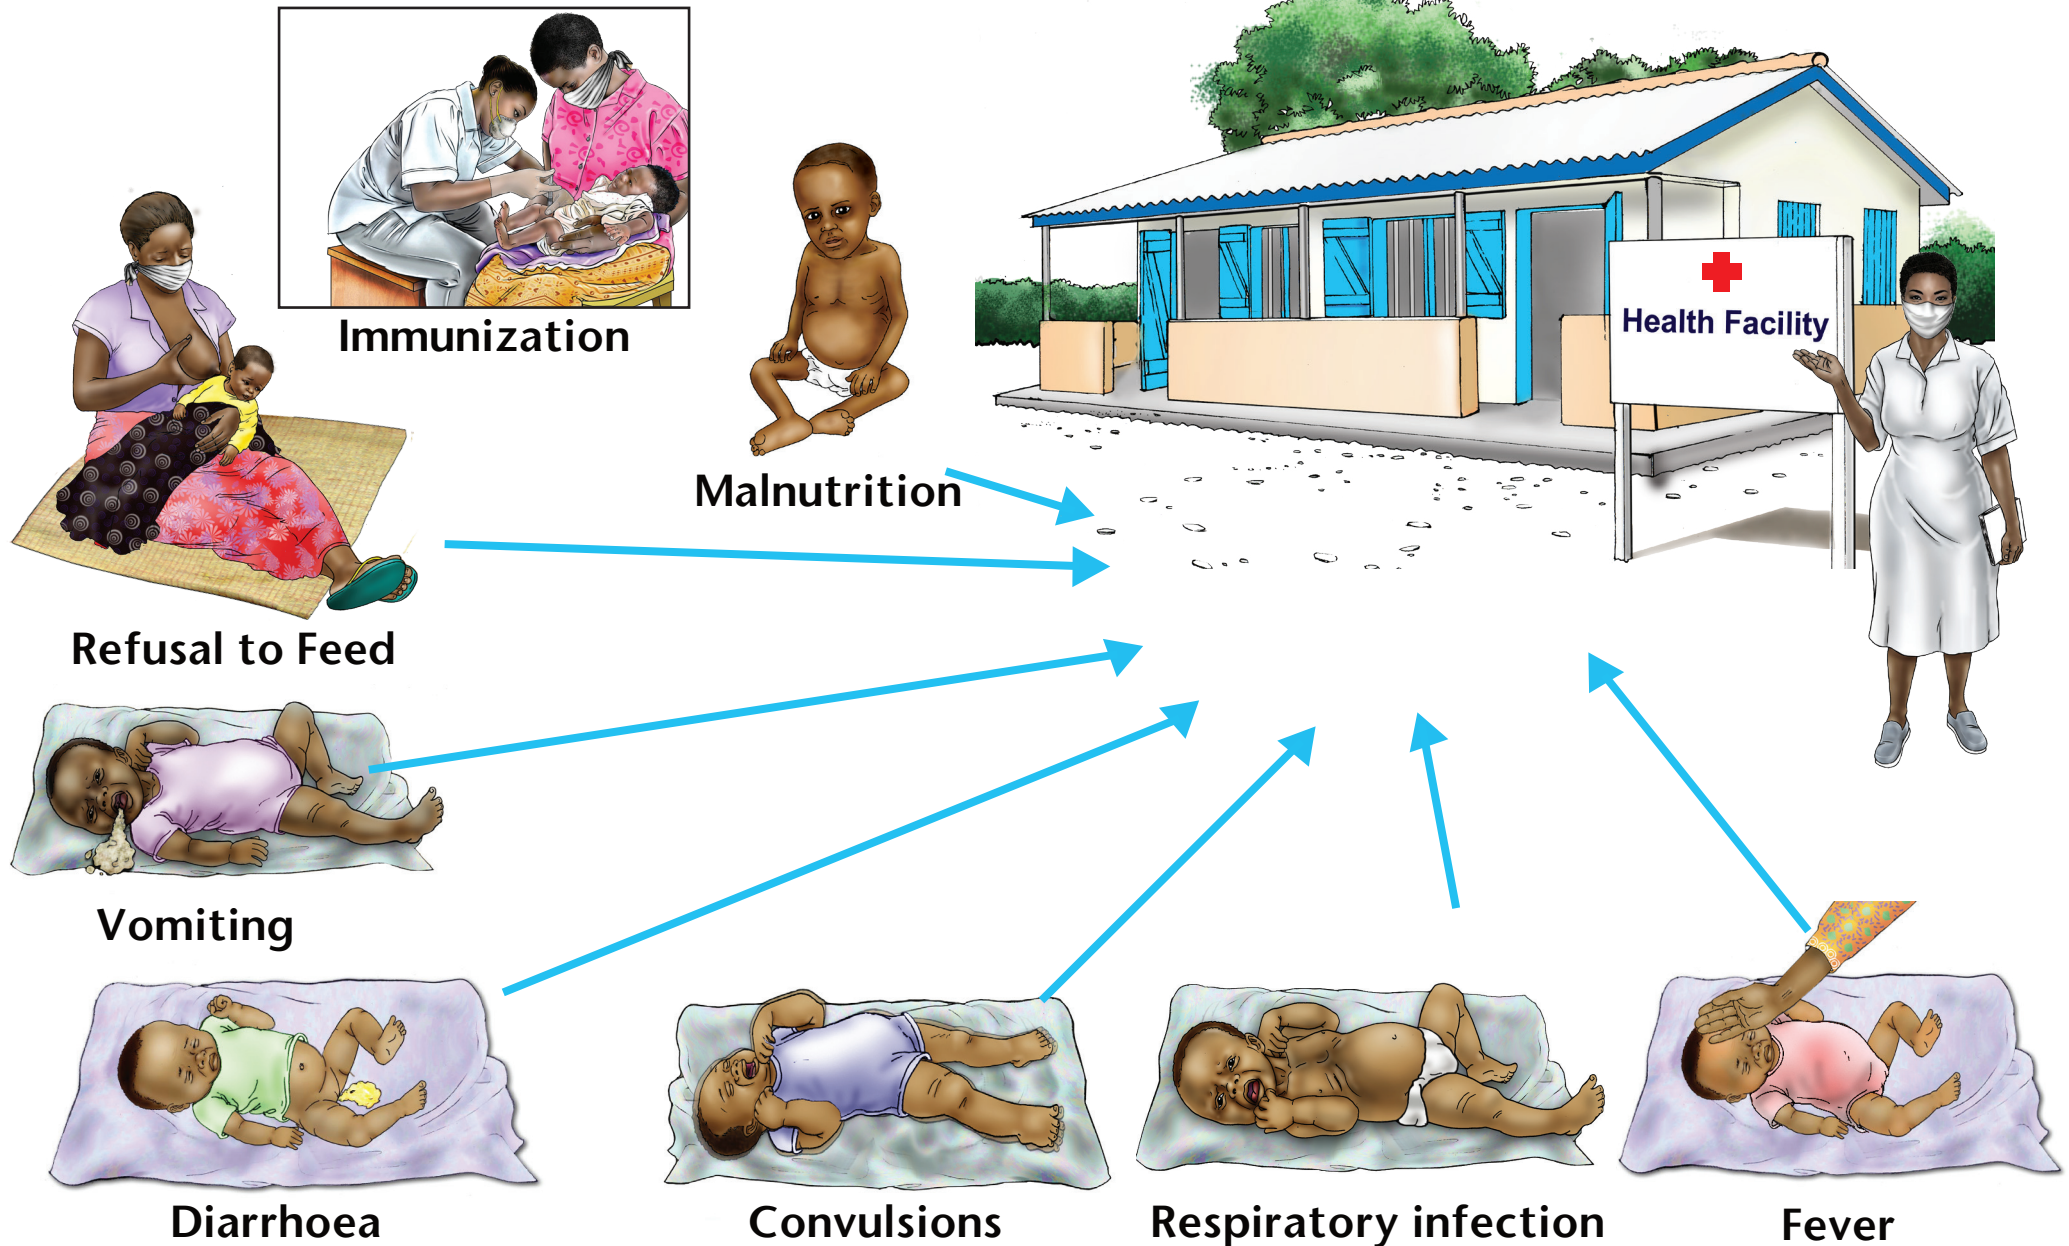 Immunization
Health Facility
Malnutrition
Refusal to Feed
Vomiting
Diarrhoea
Convulsions
Respiratory infection
Fever